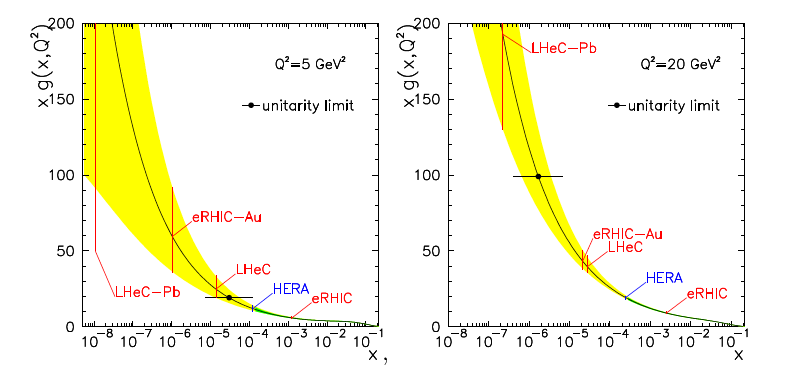 200
150
100
50
0
x g(x,Q²)
Q²=5 GeV²
unitarity limit
eRHIC−Au
LHeC
LHeC−Pb
HERA
eRHIC
10⁻⁸ 10⁻⁷ 10⁻⁶ 10⁻⁵ 10⁻⁴ 10⁻³ 10⁻² 10⁻¹
x ,
200
150
100
50
0
x g(x,Q²)
LHeC−Pb
Q²=20 GeV²
unitarity limit
eRHIC−Au
LHeC
HERA
eRHIC
10⁻⁸ 10⁻⁷ 10⁻⁶ 10⁻⁵ 10⁻⁴ 10⁻³ 10⁻² 10⁻¹
x